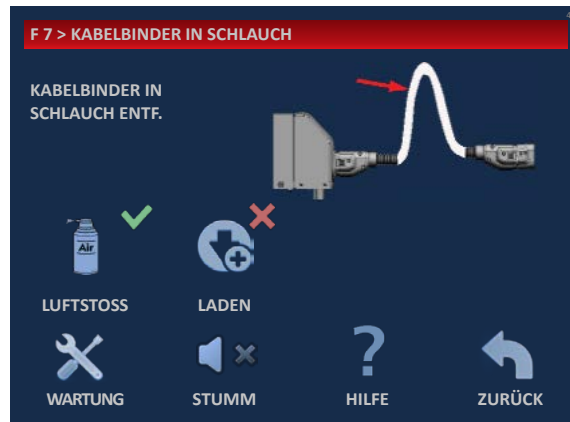 F 7 > KABELBINDER IN SCHLAUCH
KABELBINDER IN
SCHLAUCH ENTF.
Air
LUFTSTOSS
LADEN
?
WARTUNG
STUMM
HILFE
ZURÜCK